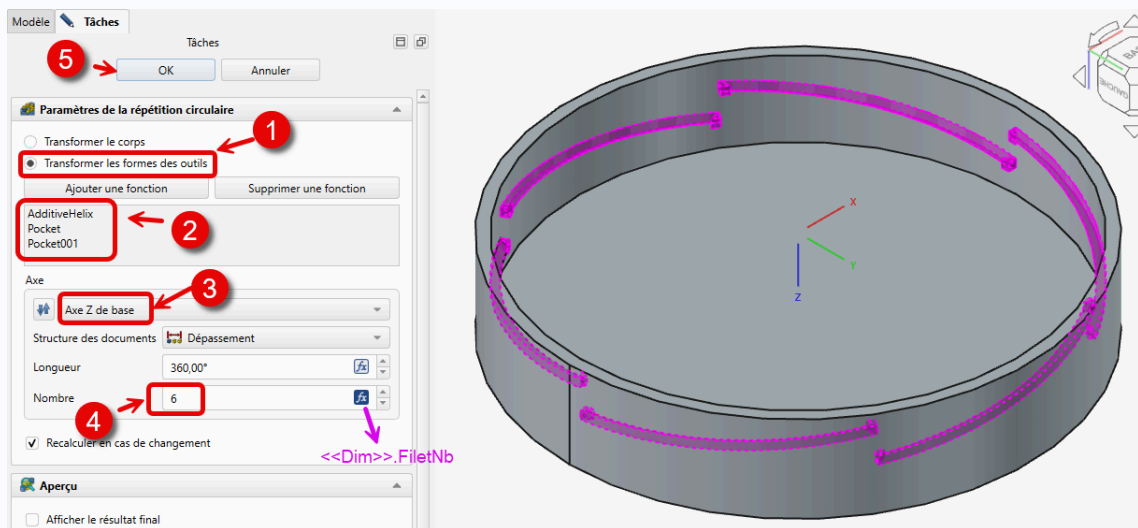 Modèle
Tâches
Tâches
5
OK
Annuler
Paramètres de la répétition circulaire
1
Transformer le corps
Transformer les formes des outils
Ajouter une fonction
Supprimer une fonction
AdditiveHelix
Pocket
Pocket001
2
Axe
3
Axe Z de base
Structure des documents
Dépassement
Longueur
360,00°
fx
Nombre
6
fx
4
Recalculer en cas de changement
<<Dim>>.FiletNb
Aperçu
Afficher le résultat final
X
Y
Z
GAUCHE